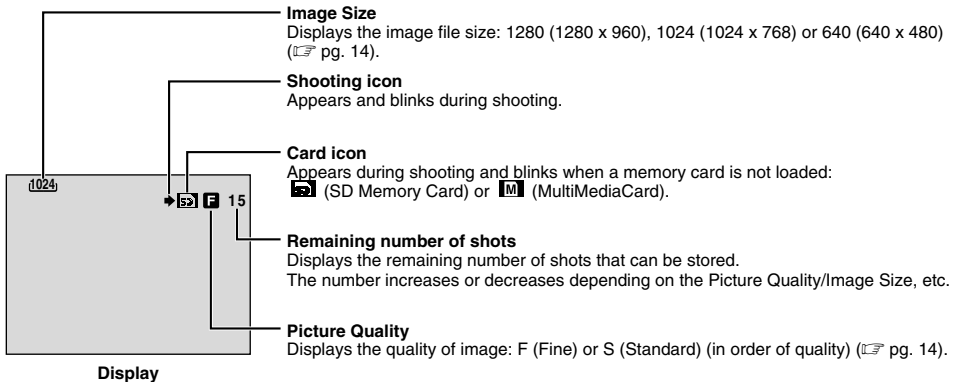 Image Size
Displays the image file size: 1280 (1280 x 960), 1024 (1024 x 768) or 640 (640 x 480)
(☞ pg. 14).
Shooting icon
Appears and blinks during shooting.
Card icon
Appears during shooting and blinks when a memory card is not loaded:
SD (SD Memory Card) or M (MultiMediaCard).
1024
SD F 15
Remaining number of shots
Displays the remaining number of shots that can be stored.
The number increases or decreases depending on the Picture Quality/Image Size, etc.
Picture Quality
Displays the quality of image: F (Fine) or S (Standard) (in order of quality) (☞ pg. 14).
Display